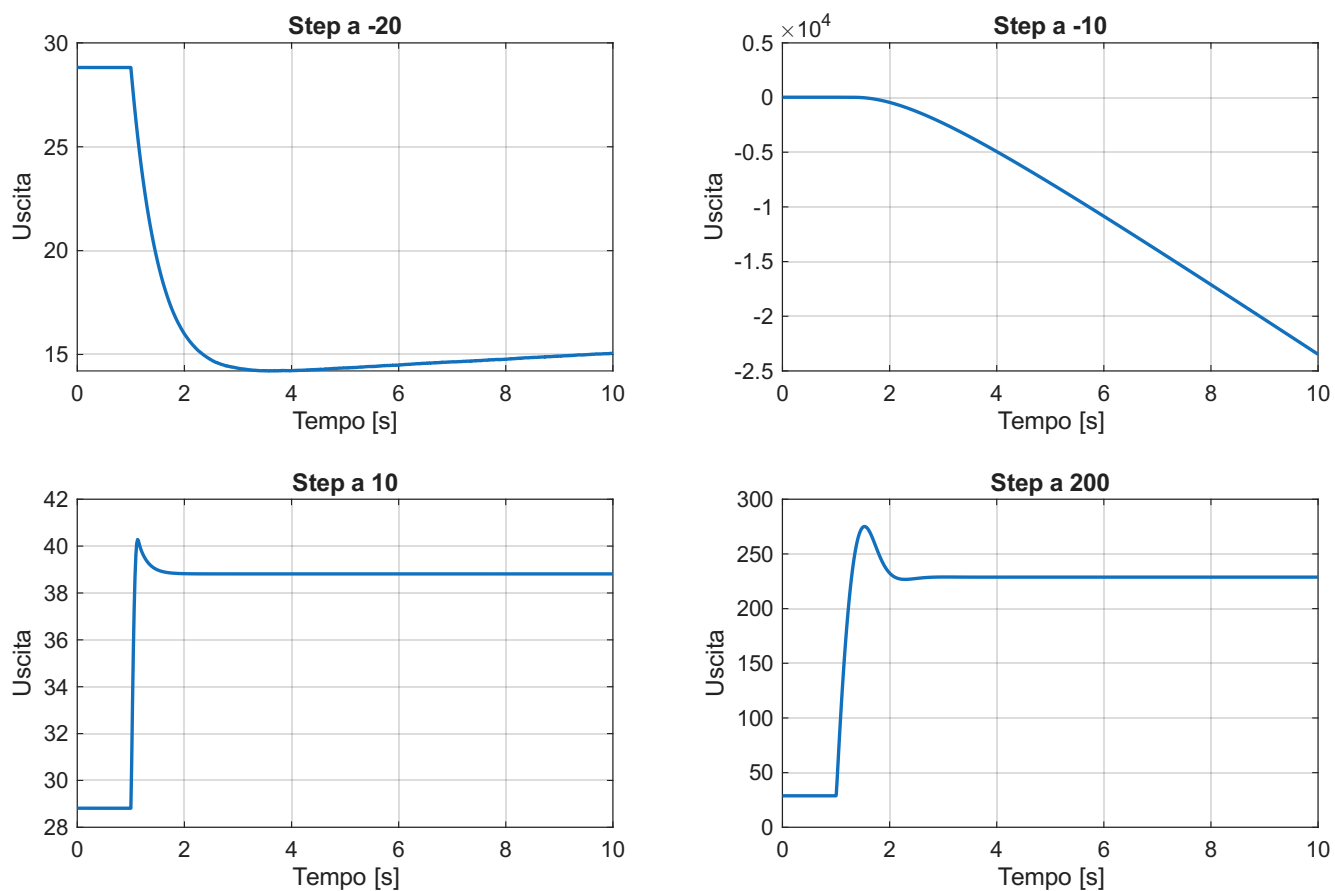 Step a -20
30
25
20
15
Uscita
0 2 4 6 8 10
Tempo [s]
×10⁴
Step a -10
0.5
0
-0.5
-1
-1.5
-2
-2.5
Uscita
0 2 4 6 8 10
Tempo [s]
Step a 10
42
40
38
36
34
32
30
28
Uscita
0 2 4 6 8 10
Tempo [s]
Step a 200
300
250
200
150
100
50
0
Uscita
0 2 4 6 8 10
Tempo [s]